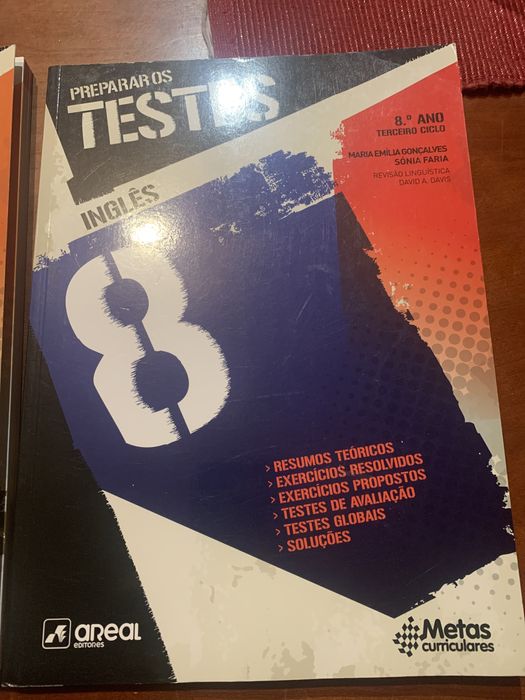 PREPARAR OS
TESTES
INGLÊS
8
8.º ANO
TERCEIRO CICLO
MARIA EMÍLIA GONÇALVES
SÓNIA FARIA
REVISÃO LINGUÍSTICA
DAVID A. DAVIS
> RESUMOS TEÓRICOS
> EXERCÍCIOS RESOLVIDOS
> EXERCÍCIOS PROPOSTOS
> TESTES DE AVALIAÇÃO
> TESTES GLOBAIS
> SOLUÇÕES
areal
EDITORES
Metas
curriculares